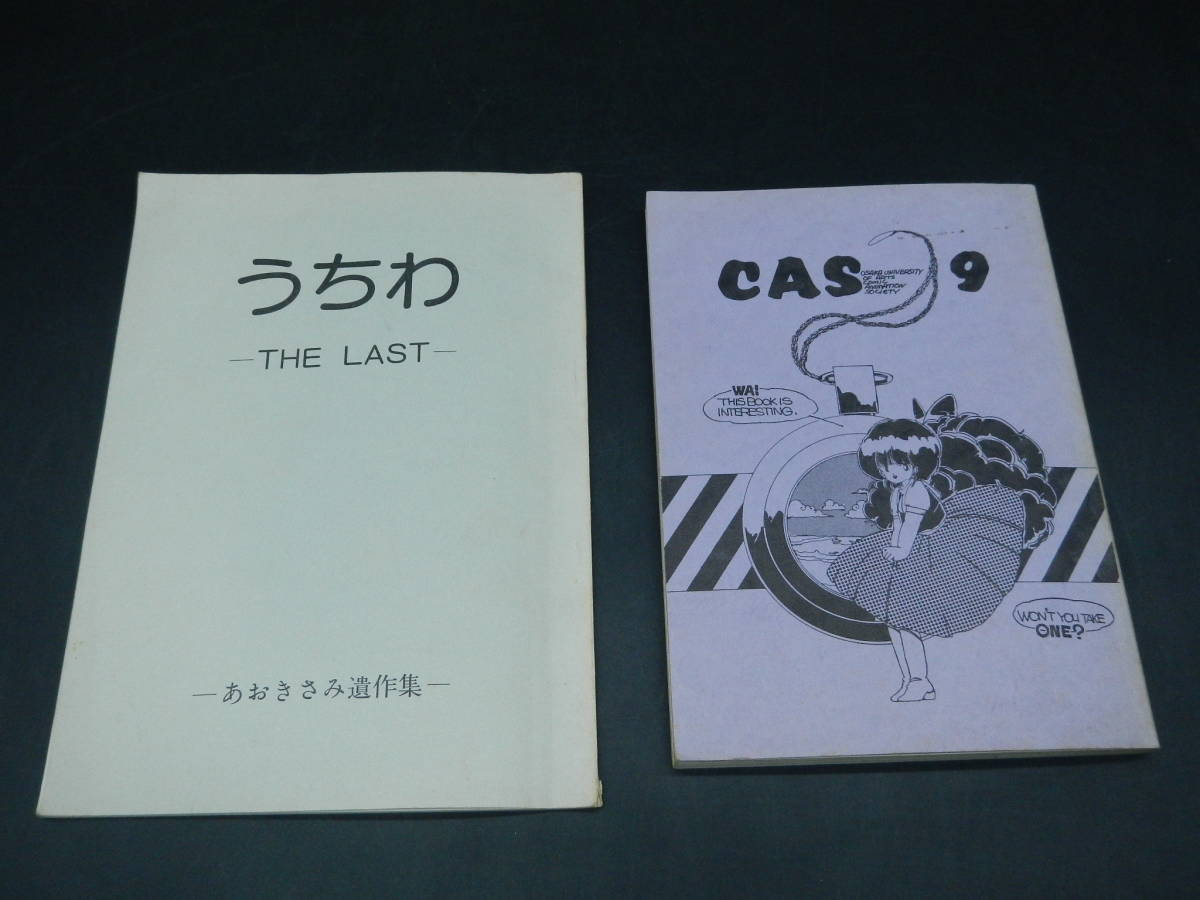 うちわ
—THE LAST—
—あおきさみ遺作集—
CAS 9
OSAKA UNIVERSITY
OF ARTS
COMIC
ANIMATION
SOCIETY
WA!
THIS BOOK IS
INTERESTING.
WON'T YOU TAKE
ONE?